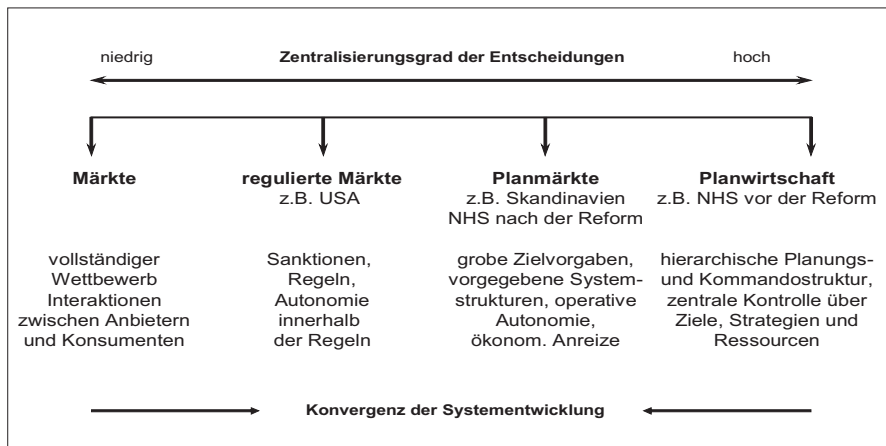 niedrig Zentralisierungsgrad der Entscheidungen hoch
Märkte
regulierte Märkte
z.B. USA
Planmärkte
z.B. Skandinavien
NHS nach der Reform
Planwirtschaft
z.B. NHS vor der Reform
vollständiger
Wettbewerb
Interaktionen
zwischen Anbietern
und Konsumenten
Sanktionen,
Regeln,
Autonomie
innerhalb
der Regeln
grobe Zielvorgaben,
vorgegebene System-
strukturen, operative
Autonomie,
ökonom. Anreize
hierarchische Planungs-
und Kommandostruktur,
zentrale Kontrolle über
Ziele, Strategien und
Ressourcen
Konvergenz der Systementwicklung